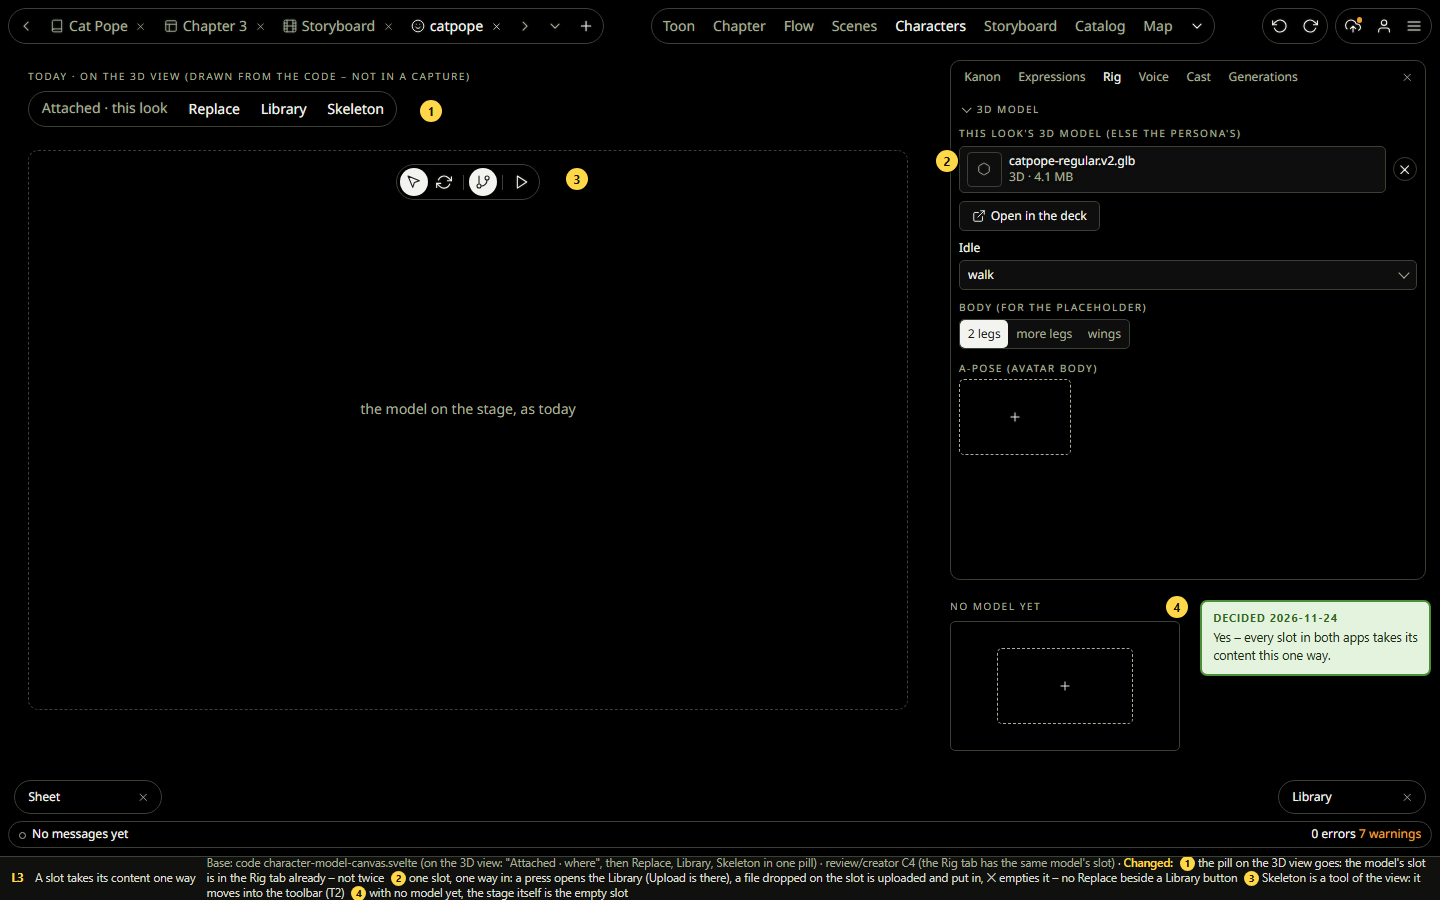 Cat Pope
Chapter 3
Storyboard
catpope
Toon Chapter Flow Scenes Characters Storyboard Catalog Map
TODAY · ON THE 3D VIEW (DRAWN FROM THE CODE – NOT IN A CAPTURE)
Attached · this look Replace Library Skeleton
1
3
the model on the stage, as today
Kanon Expressions Rig Voice Cast Generations
3D MODEL
THIS LOOK'S 3D MODEL (ELSE THE PERSONA'S)
2
catpope-regular.v2.glb
3D · 4.1 MB
Open in the deck
Idle
walk
BODY (FOR THE PLACEHOLDER)
2 legs more legs wings
A-POSE (AVATAR BODY)
NO MODEL YET
4
DECIDED 2026-11-24
Yes – every slot in both apps takes its
content this one way.
Sheet
Library
No messages yet
0 errors 7 warnings
L3 A slot takes its content one way
Base: code character-model-canvas.svelte (on the 3D view: "Attached · where", then Replace, Library, Skeleton in one pill) · review/creator C4 (the Rig tab has the same model's slot) · Changed: 1 the pill on the 3D view goes: the model's slot
is in the Rig tab already – not twice 2 one slot, one way in: a press opens the Library (Upload is there), a file dropped on the slot is uploaded and put in, ✕ empties it – no Replace beside a Library button 3 Skeleton is a tool of the view: it
moves into the toolbar (T2) 4 with no model yet, the stage itself is the empty slot